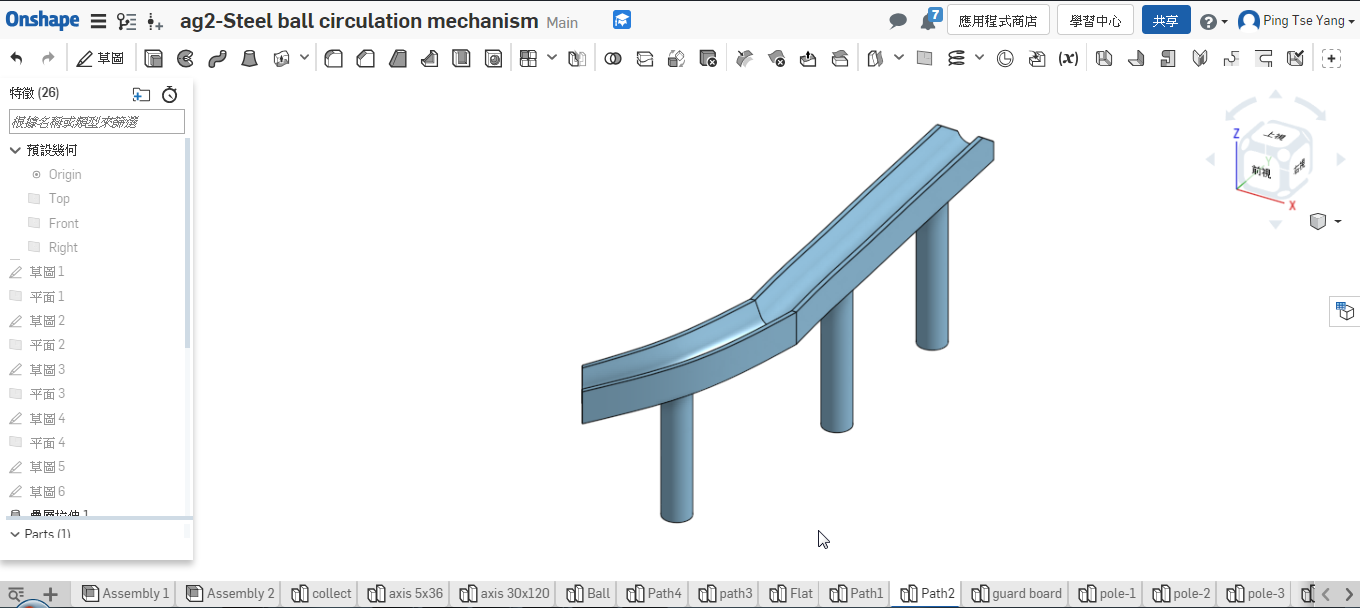 Onshape ag2-Steel ball circulation mechanism Main 7 應用程式商店 學習中心 共享 Ping Tse Yang
草圖 (x)
特徵 (26)
根據名稱或類型來篩選
預設幾何
Origin
Top
Front
Right
草圖 1
平面 1
草圖 2
平面 2
草圖 3
平面 3
草圖 4
平面 4
草圖 5
草圖 6
疊層拉伸 1
Parts (1)
Z
上視
前視
右視
X
Assembly 1 Assembly 2 collect axis 5x36 axis 30x120 Ball Path4 path3 Flat Path1 Path2 guard board pole-1 pole-2 pole-3